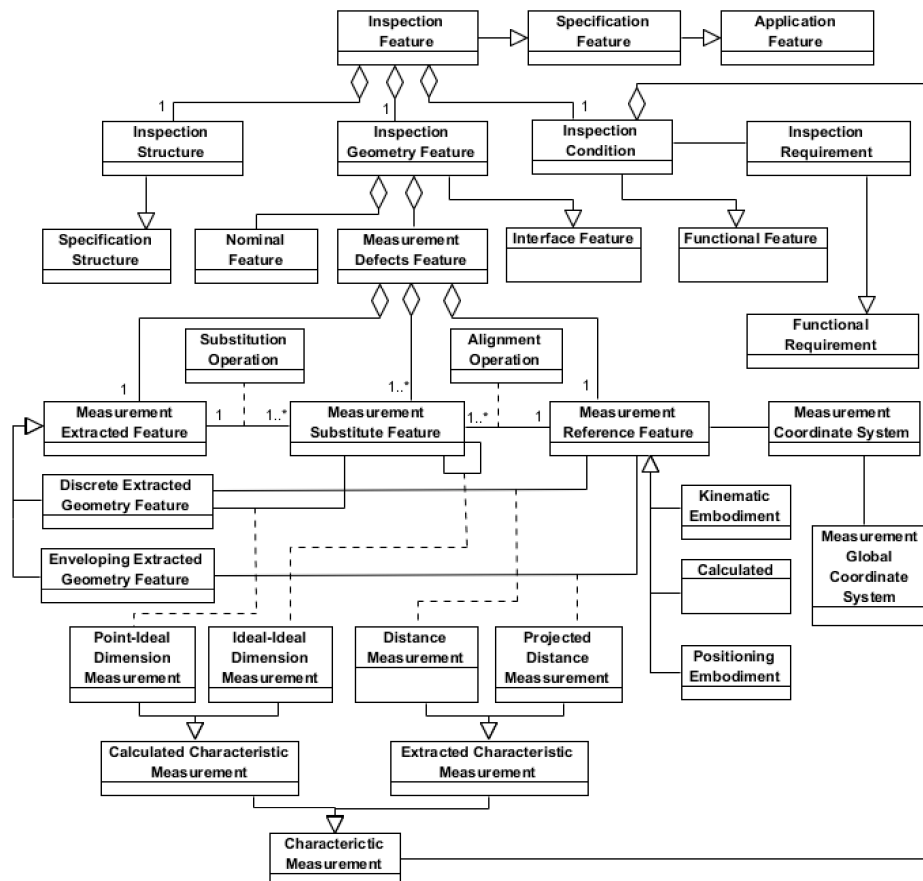 Inspection
Feature
Specification
Feature
Application
Feature
1
1
1
Inspection
Structure
Inspection
Geometry Feature
Inspection
Condition
Inspection
Requirement
Specification
Structure
Nominal
Feature
Measurement
Defects Feature
Interface Feature
Functional Feature
Functional
Requirement
Substitution
Operation
Alignment
Operation
1
1..*
1
Measurement
Extracted Feature
1
1..*
Measurement
Substitute Feature
1..*
1
Measurement
Reference Feature
Measurement
Coordinate System
Discrete Extracted
Geometry Feature
Kinematic
Embodiment
Enveloping Extracted
Geometry Feature
Calculated
Measurement
Global
Coordinate
System
Point-Ideal
Dimension
Measurement
Ideal-Ideal
Dimension
Measurement
Distance
Measurement
Projected
Distance
Meassurement
Positioning
Embodiment
Calculated Characteristic
Measurement
Extracted Characteristic
Measurement
Characterictic
Measurement